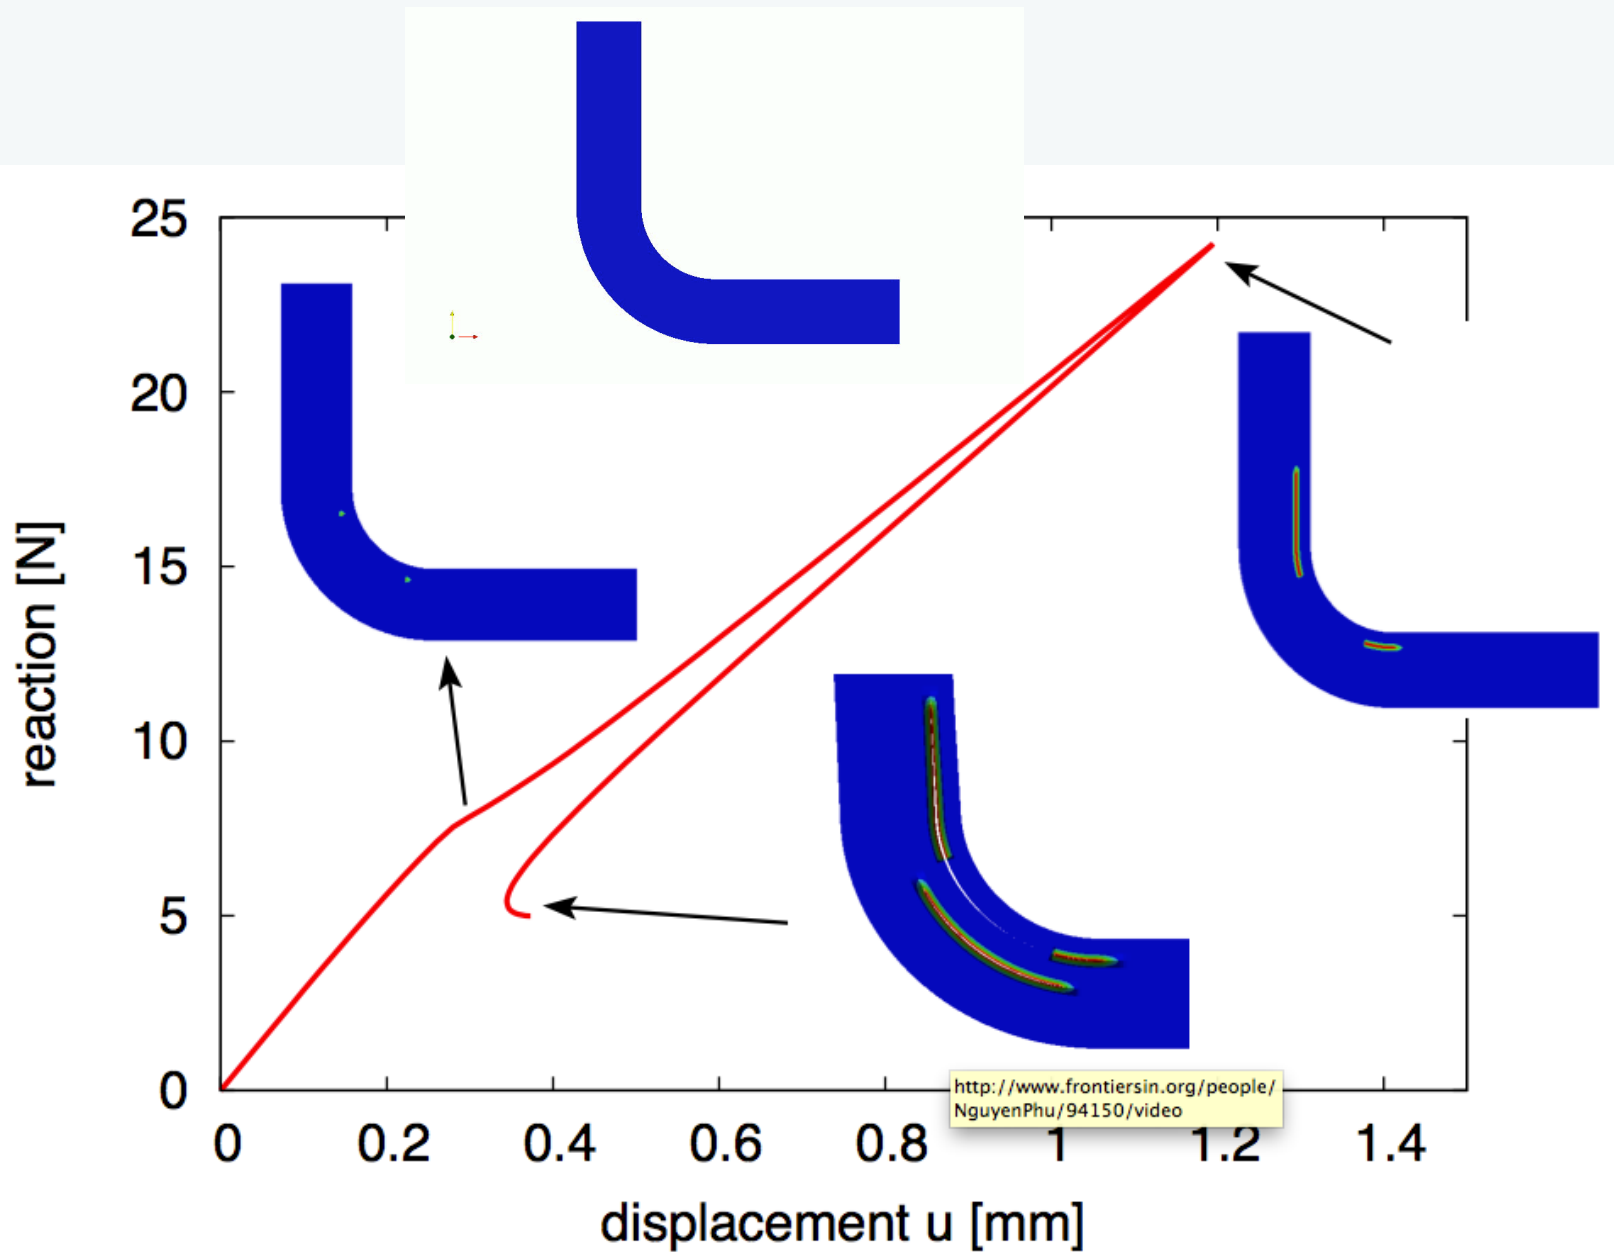 25
20
15
10
5
0
reaction [N]
http://www.frontiersin.org/people/
NguyenPhu/94150/video
0 0.2 0.4 0.6 0.8 1 1.2 1.4
displacement u [mm]